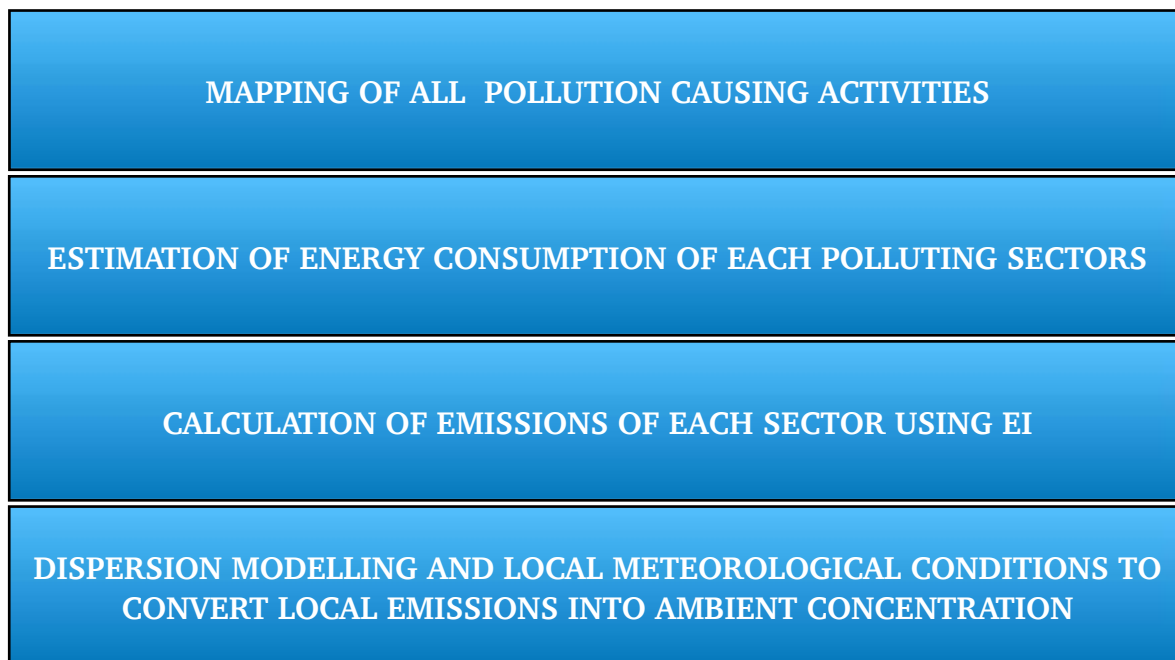 MAPPING OF ALL  POLLUTION CAUSING ACTIVITIES
ESTIMATION OF ENERGY CONSUMPTION OF EACH POLLUTING SECTORS
CALCULATION OF EMISSIONS OF EACH SECTOR USING EI
DISPERSION MODELLING AND LOCAL METEOROLOGICAL CONDITIONS TO
CONVERT LOCAL EMISSIONS INTO AMBIENT CONCENTRATION